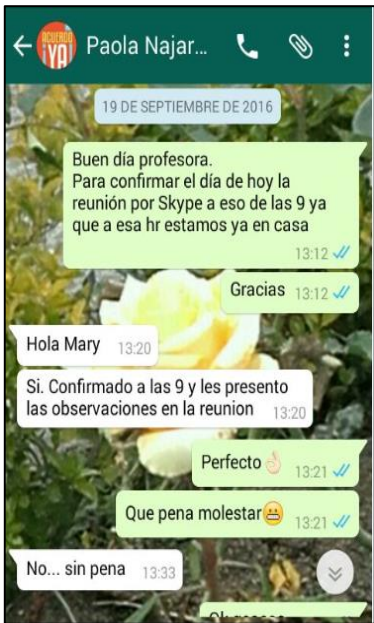 ACUERDO
¡YA!
Paola Najar...
19 DE SEPTIEMBRE DE 2016
Buen día profesora.
Para confirmar el día de hoy la
reunión por Skype a eso de las 9 ya
que a esa hr estamos ya en casa
13:12
Gracias 13:12
Hola Mary 13:20
Si. Confirmado a las 9 y les presento
las observaciones en la reunion 13:20
Perfecto👌🏻 13:21
Que pena molestar😬 13:21
No... sin pena 13:33